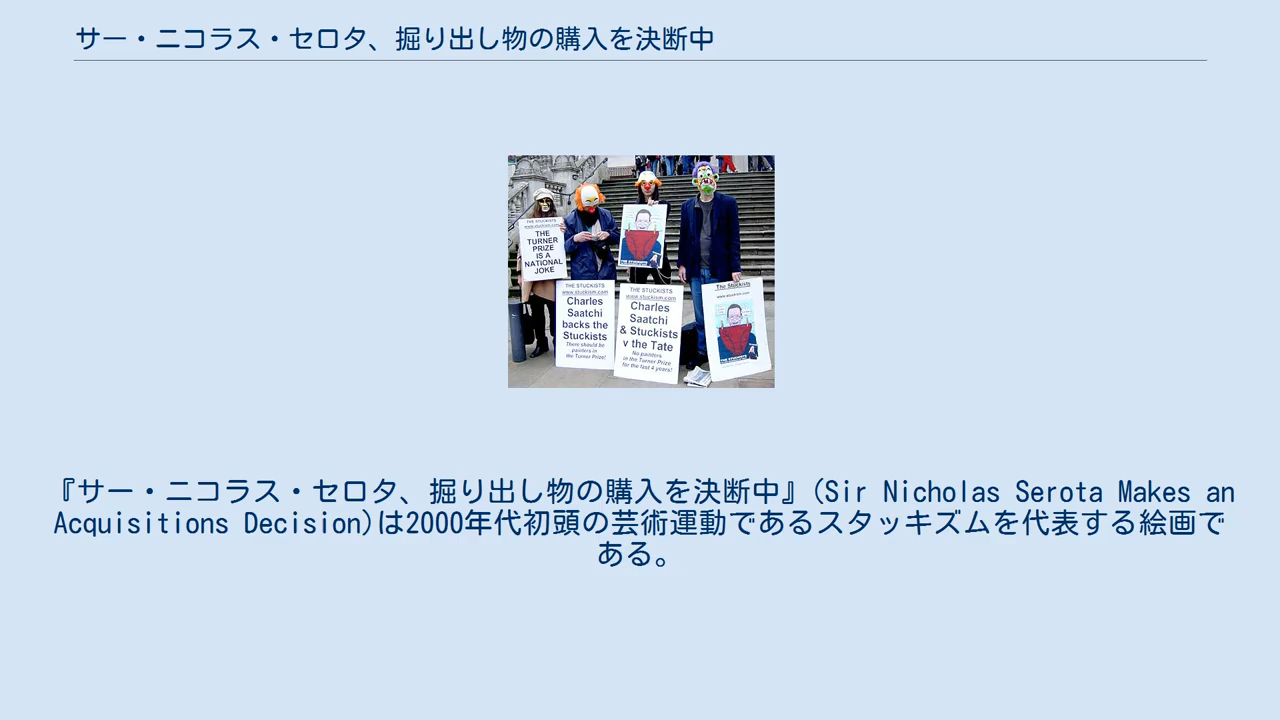 サー・ニコラス・セロタ、掘り出し物の購入を決断中
THE STUCKISTS
www.stuckism.com
THE
TURNER
PRIZE
IS A
NATIONAL
JOKE
THE STUCKISTS
www.stuckism.com
Charles
Saatchi
backs the
Stuckists
There should be
painters in
the Turner Prize!
THE STUCKISTS
www.stuckism.com
Charles
Saatchi
& Stuckists
v the Tate
No painters
in the Turner Prize
for the last 4 years!
The Stuckists
www.stuckism.com
『サー・ニコラス・セロタ、掘り出し物の購入を決断中』(Sir Nicholas Serota Makes an
Acquisitions Decision)は2000年代初頭の芸術運動であるスタッキズムを代表する絵画で
ある。